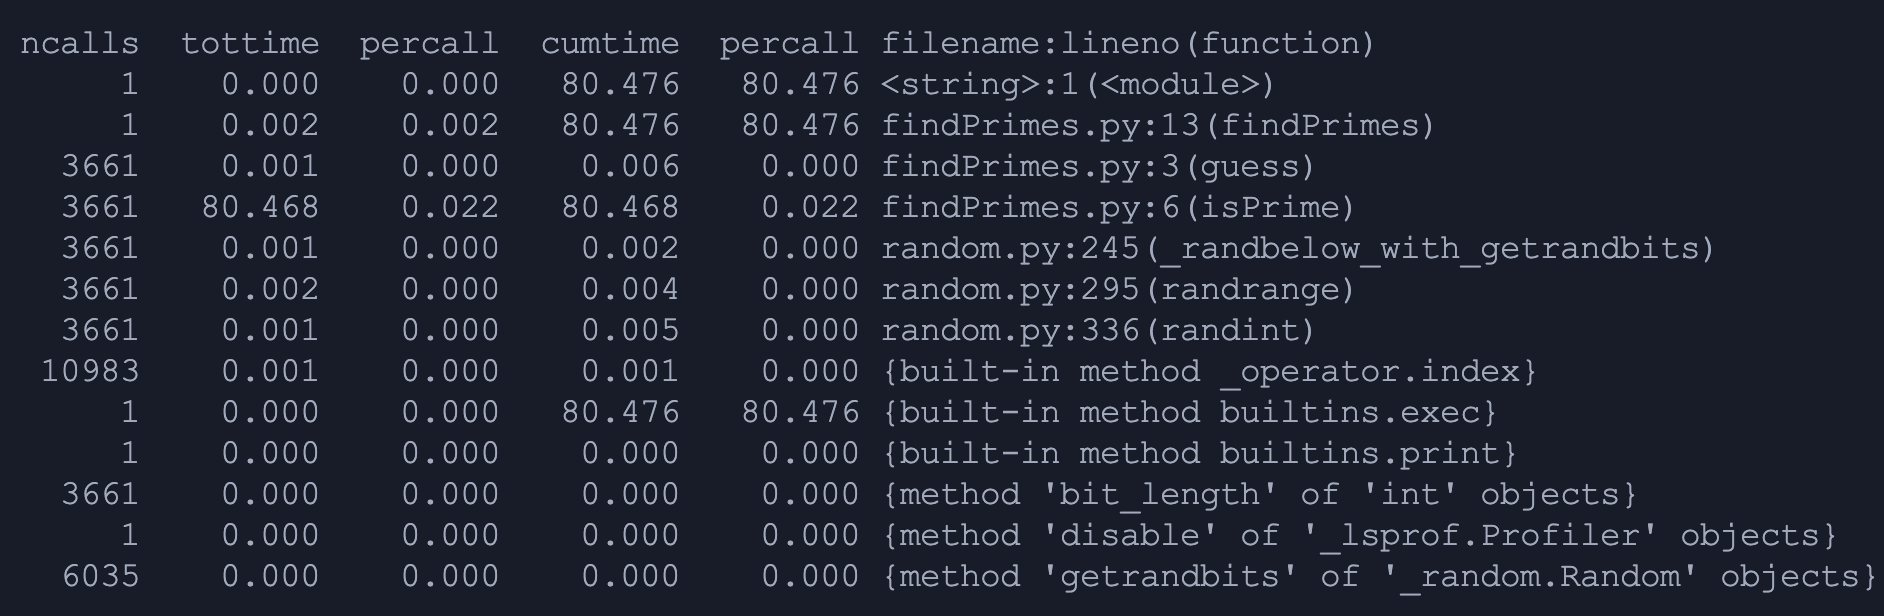 ncalls  tottime  percall  cumtime  percall filename:lineno(function)
     1    0.000    0.000   80.476   80.476 <string>:1(<module>)
     1    0.002    0.002   80.476   80.476 findPrimes.py:13(findPrimes)
  3661    0.001    0.000    0.006    0.000 findPrimes.py:3(guess)
  3661   80.468    0.022   80.468    0.022 findPrimes.py:6(isPrime)
  3661    0.001    0.000    0.002    0.000 random.py:245(_randbelow_with_getrandbits)
  3661    0.002    0.000    0.004    0.000 random.py:295(randrange)
  3661    0.001    0.000    0.005    0.000 random.py:336(randint)
 10983    0.001    0.000    0.001    0.000 {built-in method _operator.index}
     1    0.000    0.000   80.476   80.476 {built-in method builtins.exec}
     1    0.000    0.000    0.000    0.000 {built-in method builtins.print}
  3661    0.000    0.000    0.000    0.000 {method 'bit_length' of 'int' objects}
     1    0.000    0.000    0.000    0.000 {method 'disable' of '_lsprof.Profiler' objects}
  6035    0.000    0.000    0.000    0.000 {method 'getrandbits' of '_random.Random' objects}